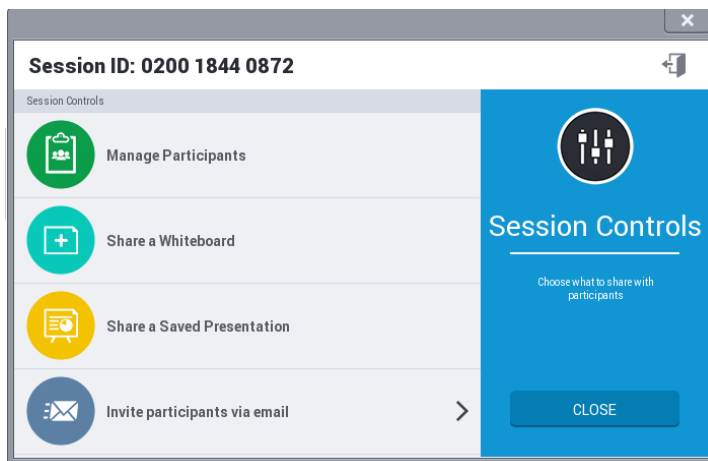 Session ID: 0200 1844 0872
Session Controls
Manage Participants
Share a Whiteboard
Share a Saved Presentation
Invite participants via email
Session Controls
Choose what to share with
participants
CLOSE